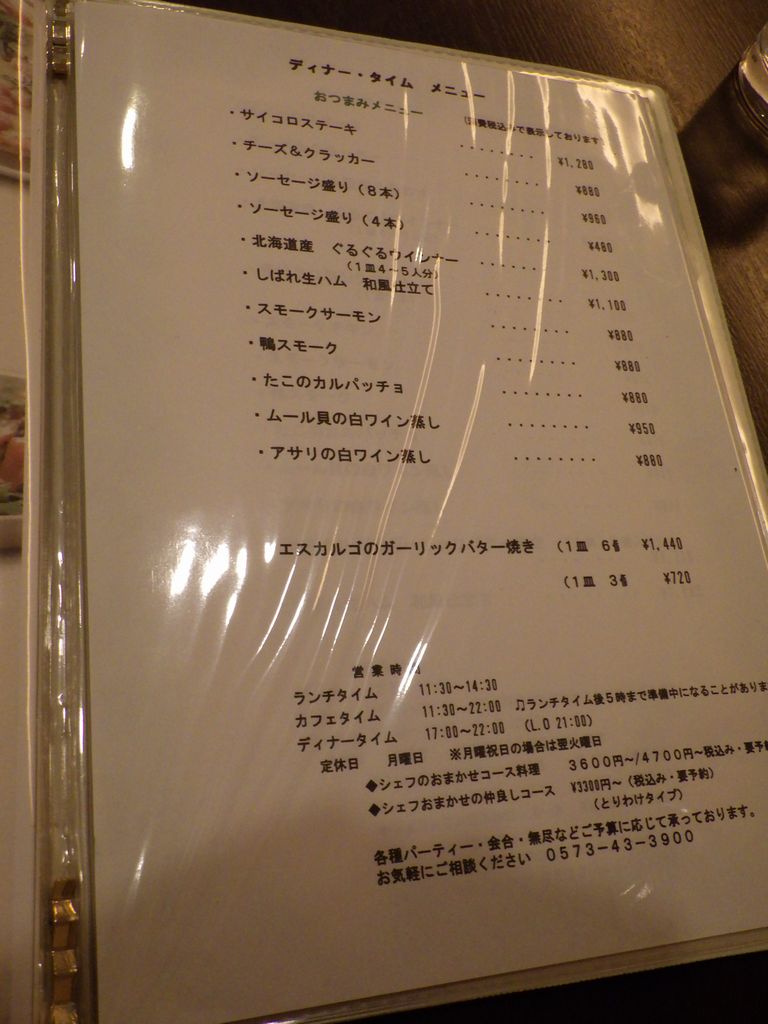 ディナー・タイム メニュー
おつまみメニュー
(消費税込みで表示しております
・サイコロステーキ ········ ¥1,280
・チーズ&クラッカー ········ ¥880
・ソーセージ盛り(8本) ········ ¥960
・ソーセージ盛り(4本) ········ ¥480
・北海道産 ぐるぐるウインナー ······· ¥1,300
(1皿4~5人分)
・しばれ生ハム 和風仕立て ········ ¥1,100
・スモークサーモン ········ ¥880
・鴨スモーク ········ ¥880
・たこのカルパッチョ ········ ¥880
・ムール貝の白ワイン蒸し ········ ¥950
・アサリの白ワイン蒸し ········ ¥880
エスカルゴのガーリックバター焼き (1皿 6個 ¥1,440
(1皿 3個 ¥720
営業時
ランチタイム 11:30~14:30
カフェタイム 11:30~22:00 ♫ランチタイム後5時まで準備中になることがありま
ディナータイム 17:00~22:00 (L.O 21:00)
定休日 月曜日 ※月曜祝日の場合は翌火曜日
◆シェフのおまかせコース料理 3600円~/4700円~税込み・要予
◆シェフおまかせの仲良しコース ¥3300円~(税込み・要予約)
(とりわけタイプ)
各種パーティー・会合・無尽などご予算に応じて承っております。
お気軽にご相談ください 0573-43-3900